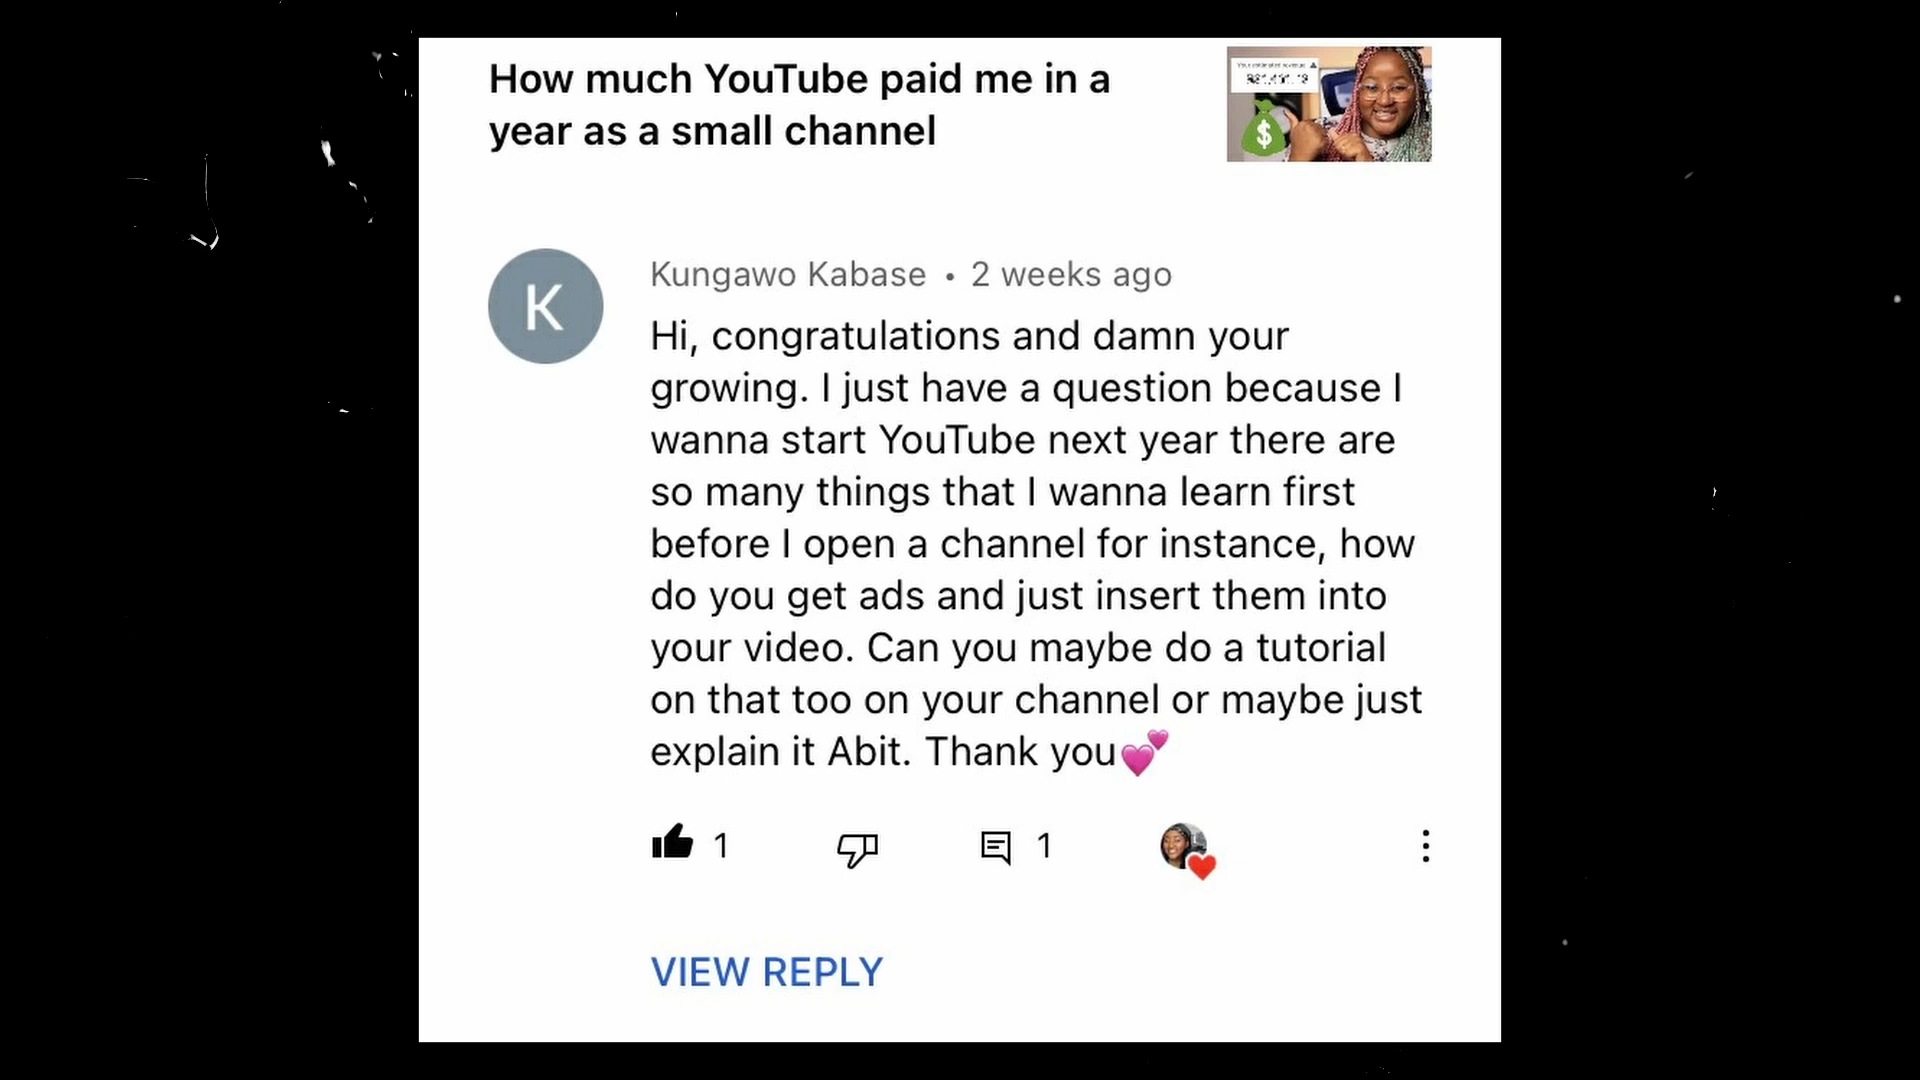 How much YouTube paid me in a
year as a small channel
Your estimated revenue
$
K
Kungawo Kabase • 2 weeks ago
Hi, congratulations and damn your
growing. I just have a question because I
wanna start YouTube next year there are
so many things that I wanna learn first
before I open a channel for instance, how
do you get ads and just insert them into
your video. Can you maybe do a tutorial
on that too on your channel or maybe just
explain it Abit. Thank you💕
1 1
VIEW REPLY